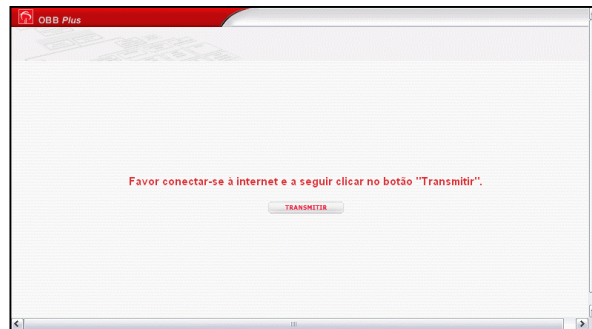 OBB Plus
Favor conectar-se à internet e a seguir clicar no botão "Transmitir".
TRANSMITIR